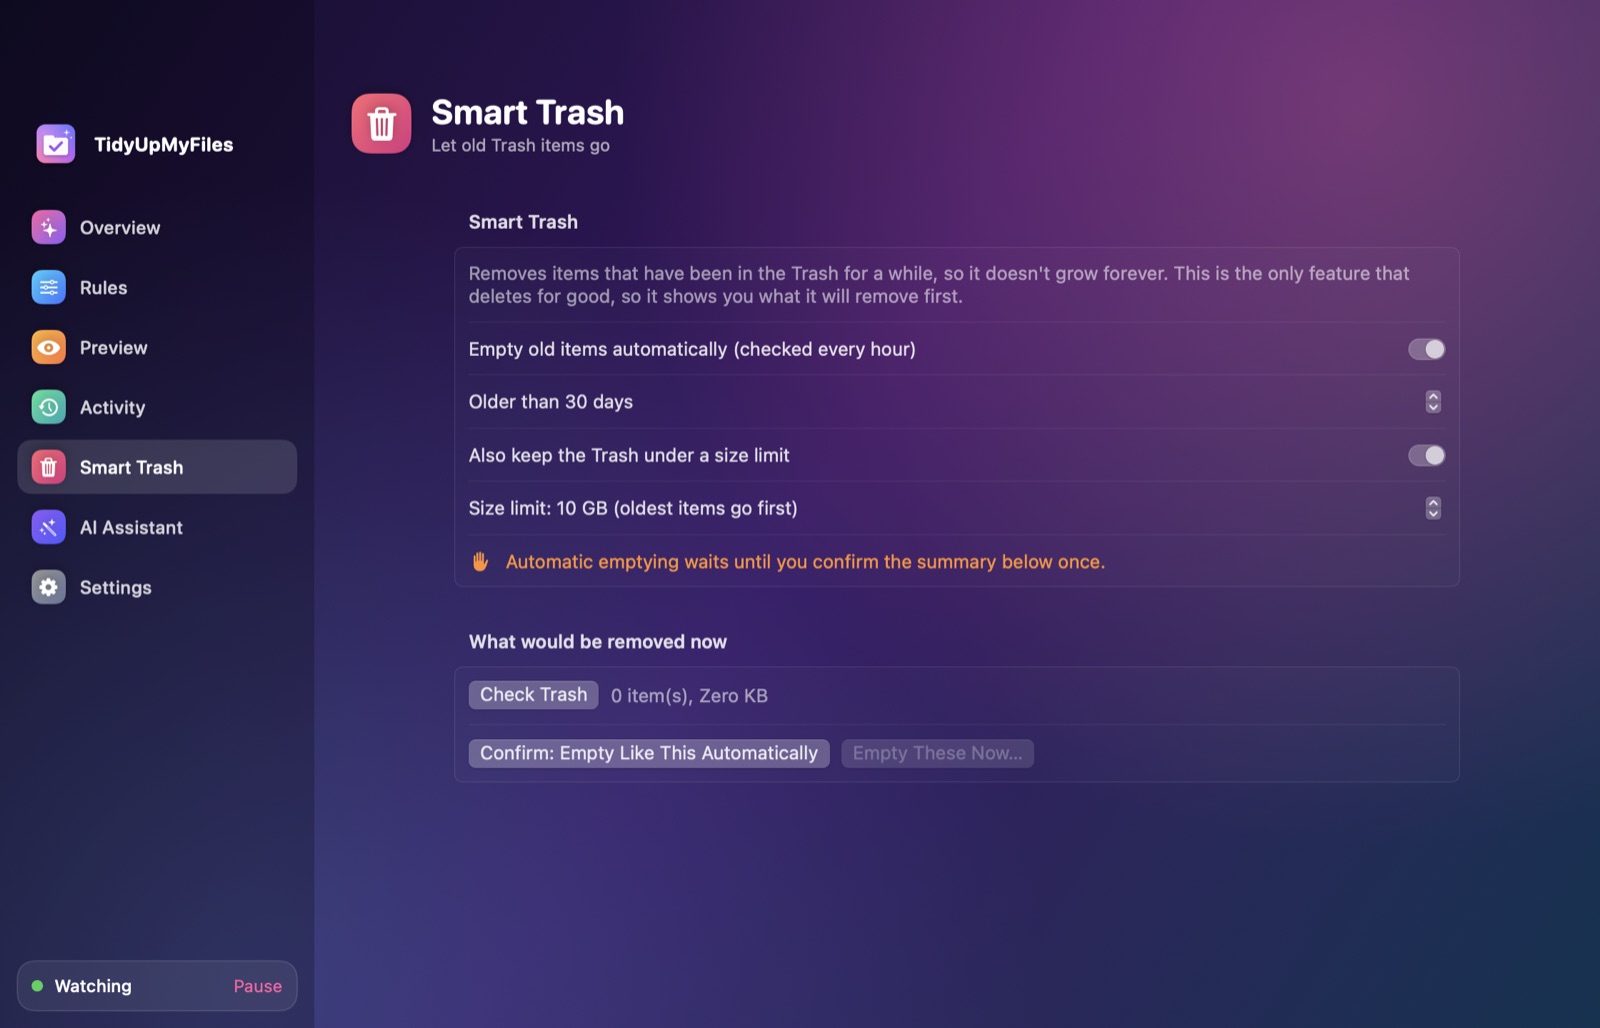 TidyUpMyFiles
Overview
Rules
Preview
Activity
Smart Trash
AI Assistant
Settings
Watching
Pause
Smart Trash
Let old Trash items go
Smart Trash
Removes items that have been in the Trash for a while, so it doesn't grow forever. This is the only feature that
deletes for good, so it shows you what it will remove first.
Empty old items automatically (checked every hour)
Older than 30 days
Also keep the Trash under a size limit
Size limit: 10 GB (oldest items go first)
Automatic emptying waits until you confirm the summary below once.
What would be removed now
Check Trash 0 item(s), Zero KB
Confirm: Empty Like This Automatically Empty These Now...